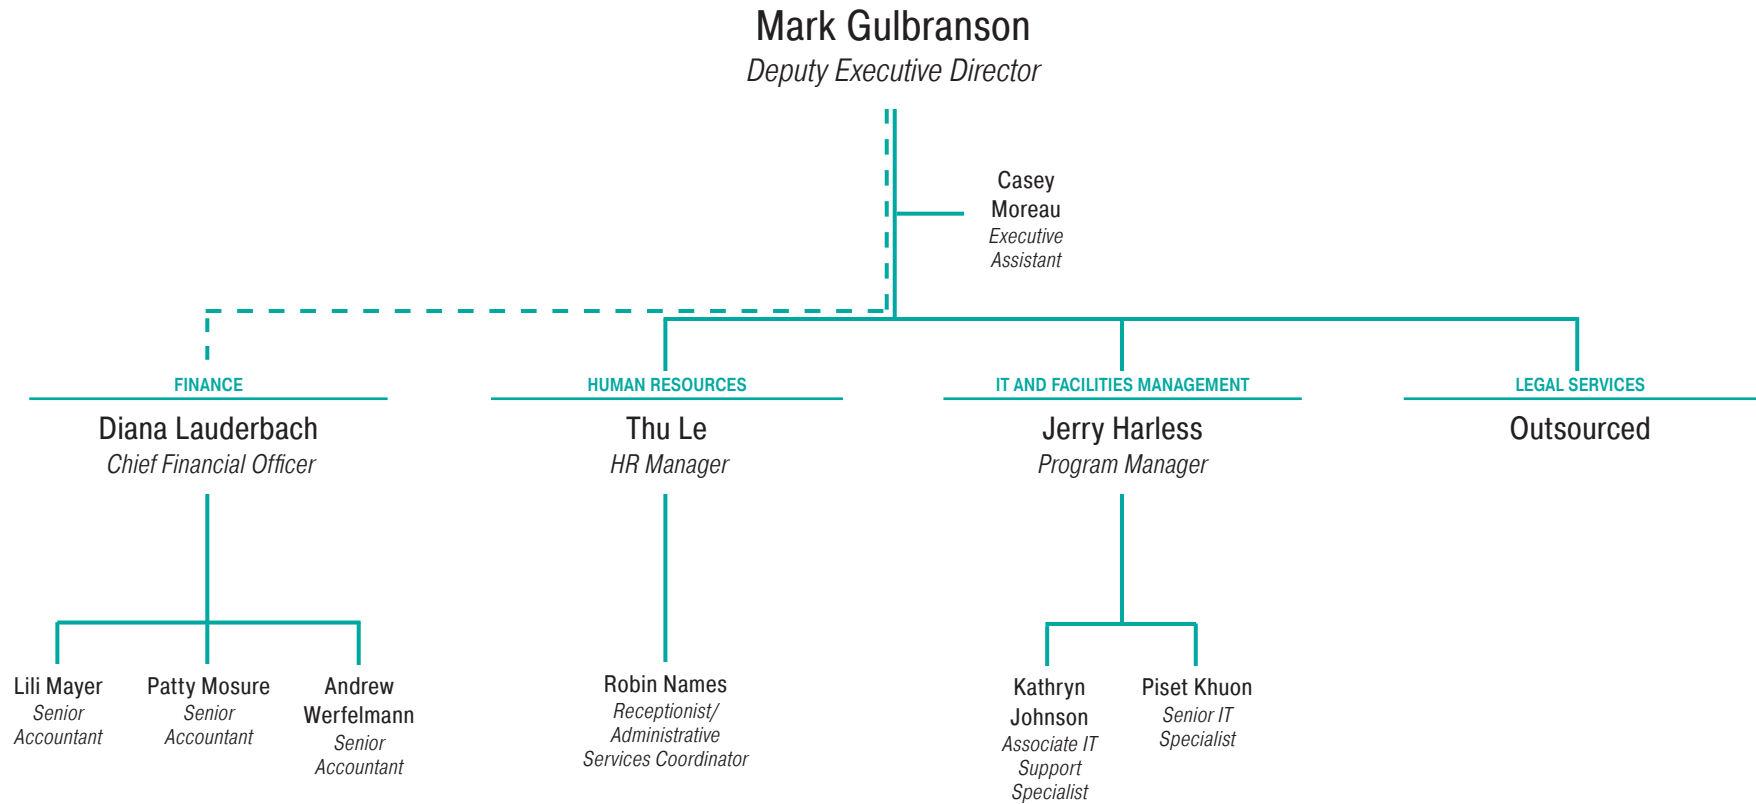 Mark Gulbranson
Deputy Executive Director
Casey
Moreau
Executive
Assistant
FINANCE
Diana Lauderbach
Chief Financial Officer
HUMAN RESOURCES
Thu Le
HR Manager
IT AND FACILITIES MANAGEMENT
Jerry Harless
Program Manager
LEGAL SERVICES
Outsourced
Lili Mayer
Senior
Accountant
Patty Mosure
Senior
Accountant
Andrew
Werfelmann
Senior
Accountant
Robin Names
Receptionist/
Administrative
Services Coordinator
Kathryn
Johnson
Associate IT
Support
Specialist
Piset Khuon
Senior IT
Specialist